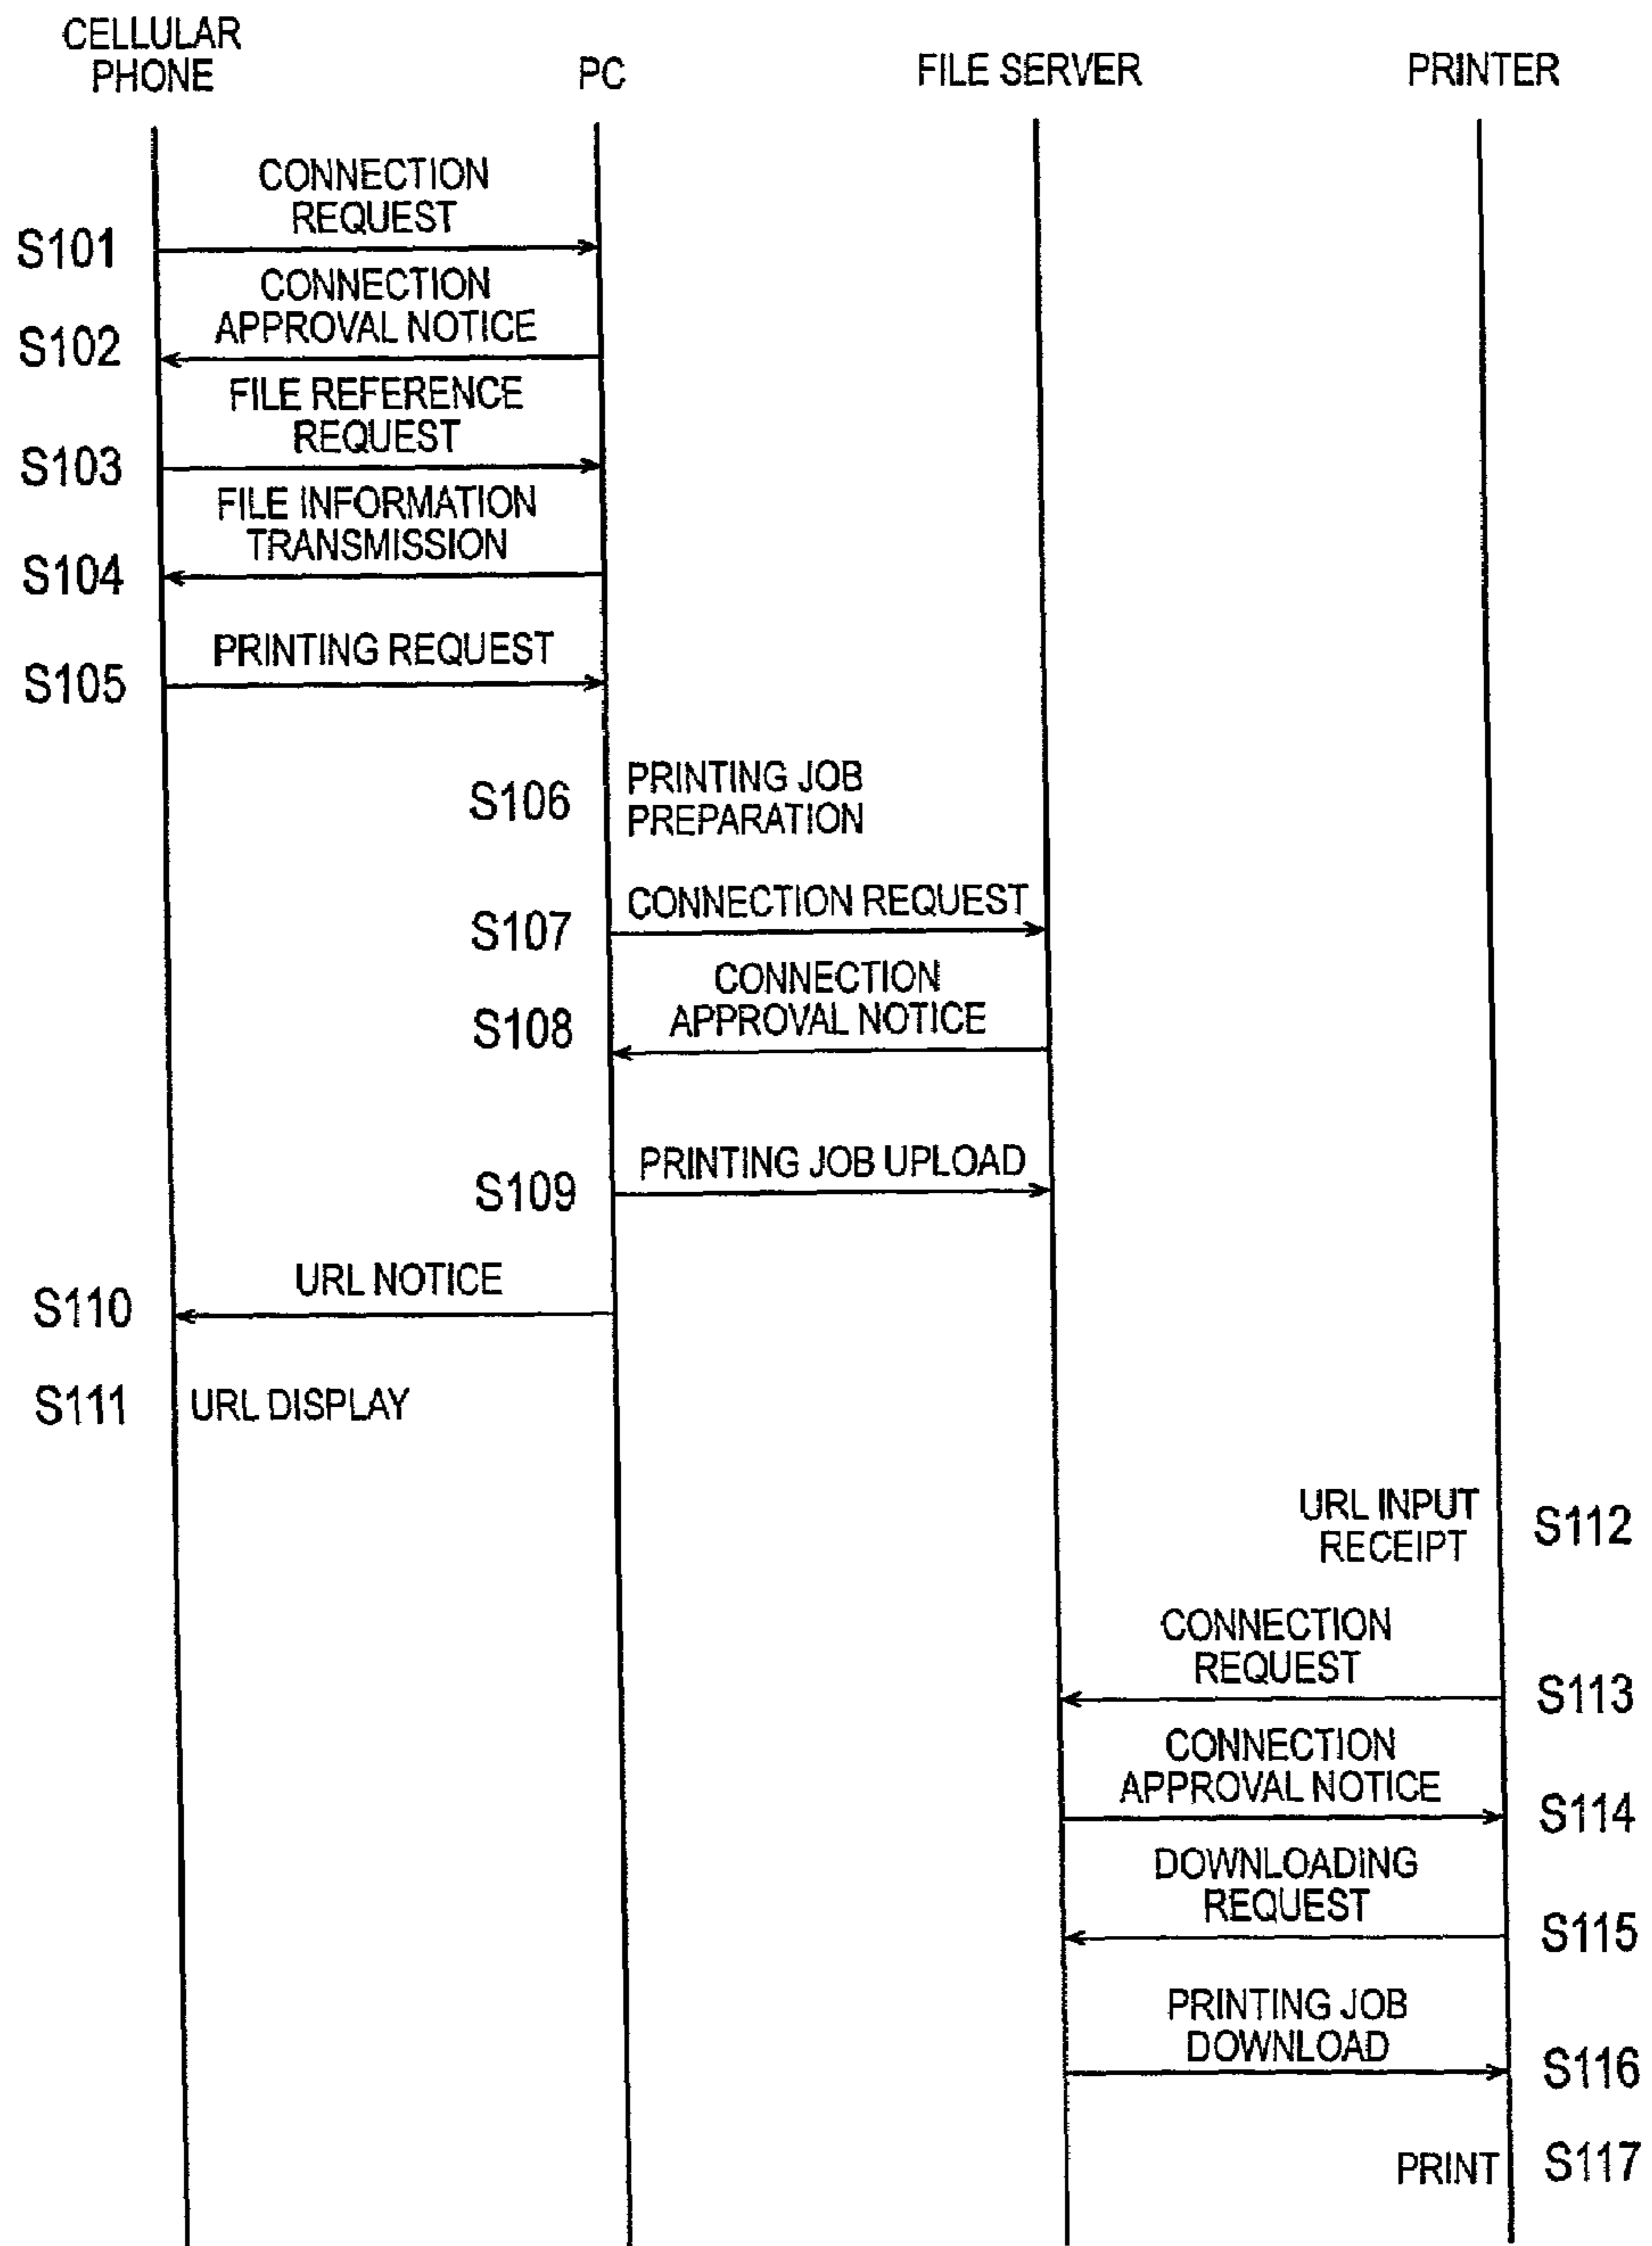 CELLULAR
PHONE
PC
FILE SERVER
PRINTER
CONNECTION
REQUEST
S101
CONNECTION
APPROVAL NOTICE
S102
FILE REFERENCE
REQUEST
S103
FILE INFORMATION
TRANSMISSION
S104
PRINTING REQUEST
S105
S106
PRINTING JOB
PREPARATION
CONNECTION REQUEST
S107
CONNECTION
APPROVAL NOTICE
S108
PRINTING JOB UPLOAD
S109
URL NOTICE
S110
S111
URL DISPLAY
URL INPUT
RECEIPT
S112
CONNECTION
REQUEST
S113
CONNECTION
APPROVAL NOTICE
S114
DOWNLOADING
REQUEST
S115
PRINTING JOB
DOWNLOAD
S116
PRINT
S117